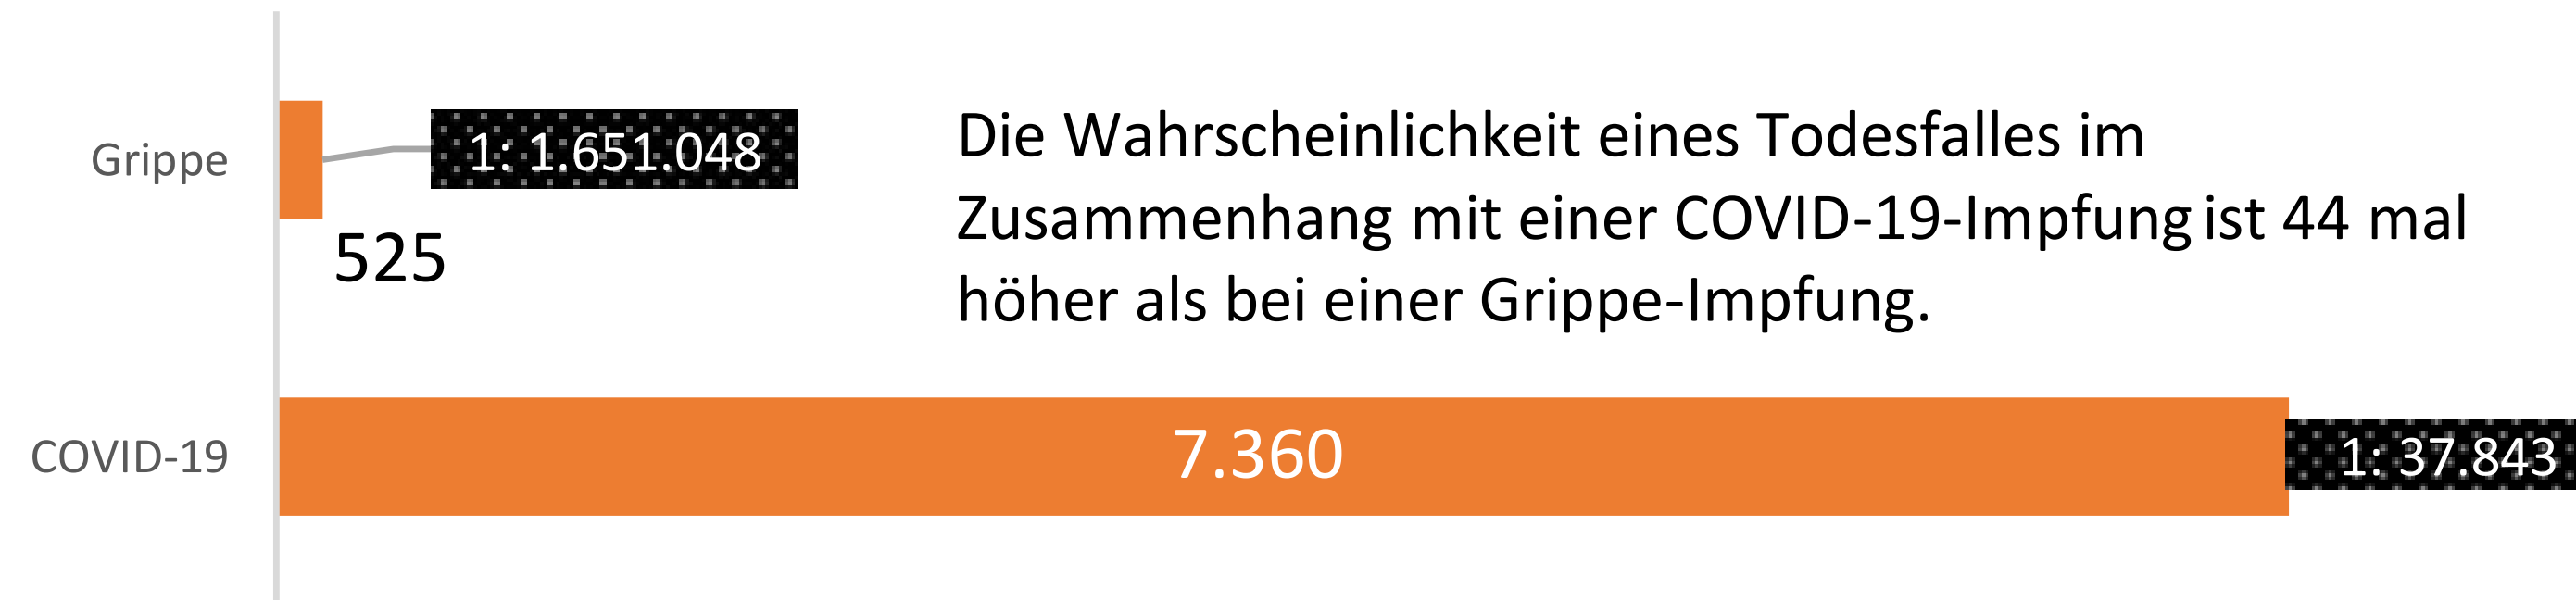 Grippe
1: 1.651.048
525
Die Wahrscheinlichkeit eines Todesfalles im
Zusammenhang mit einer COVID-19-Impfung ist 44 mal
höher als bei einer Grippe-Impfung.
COVID-19
7.360
1: 37.843